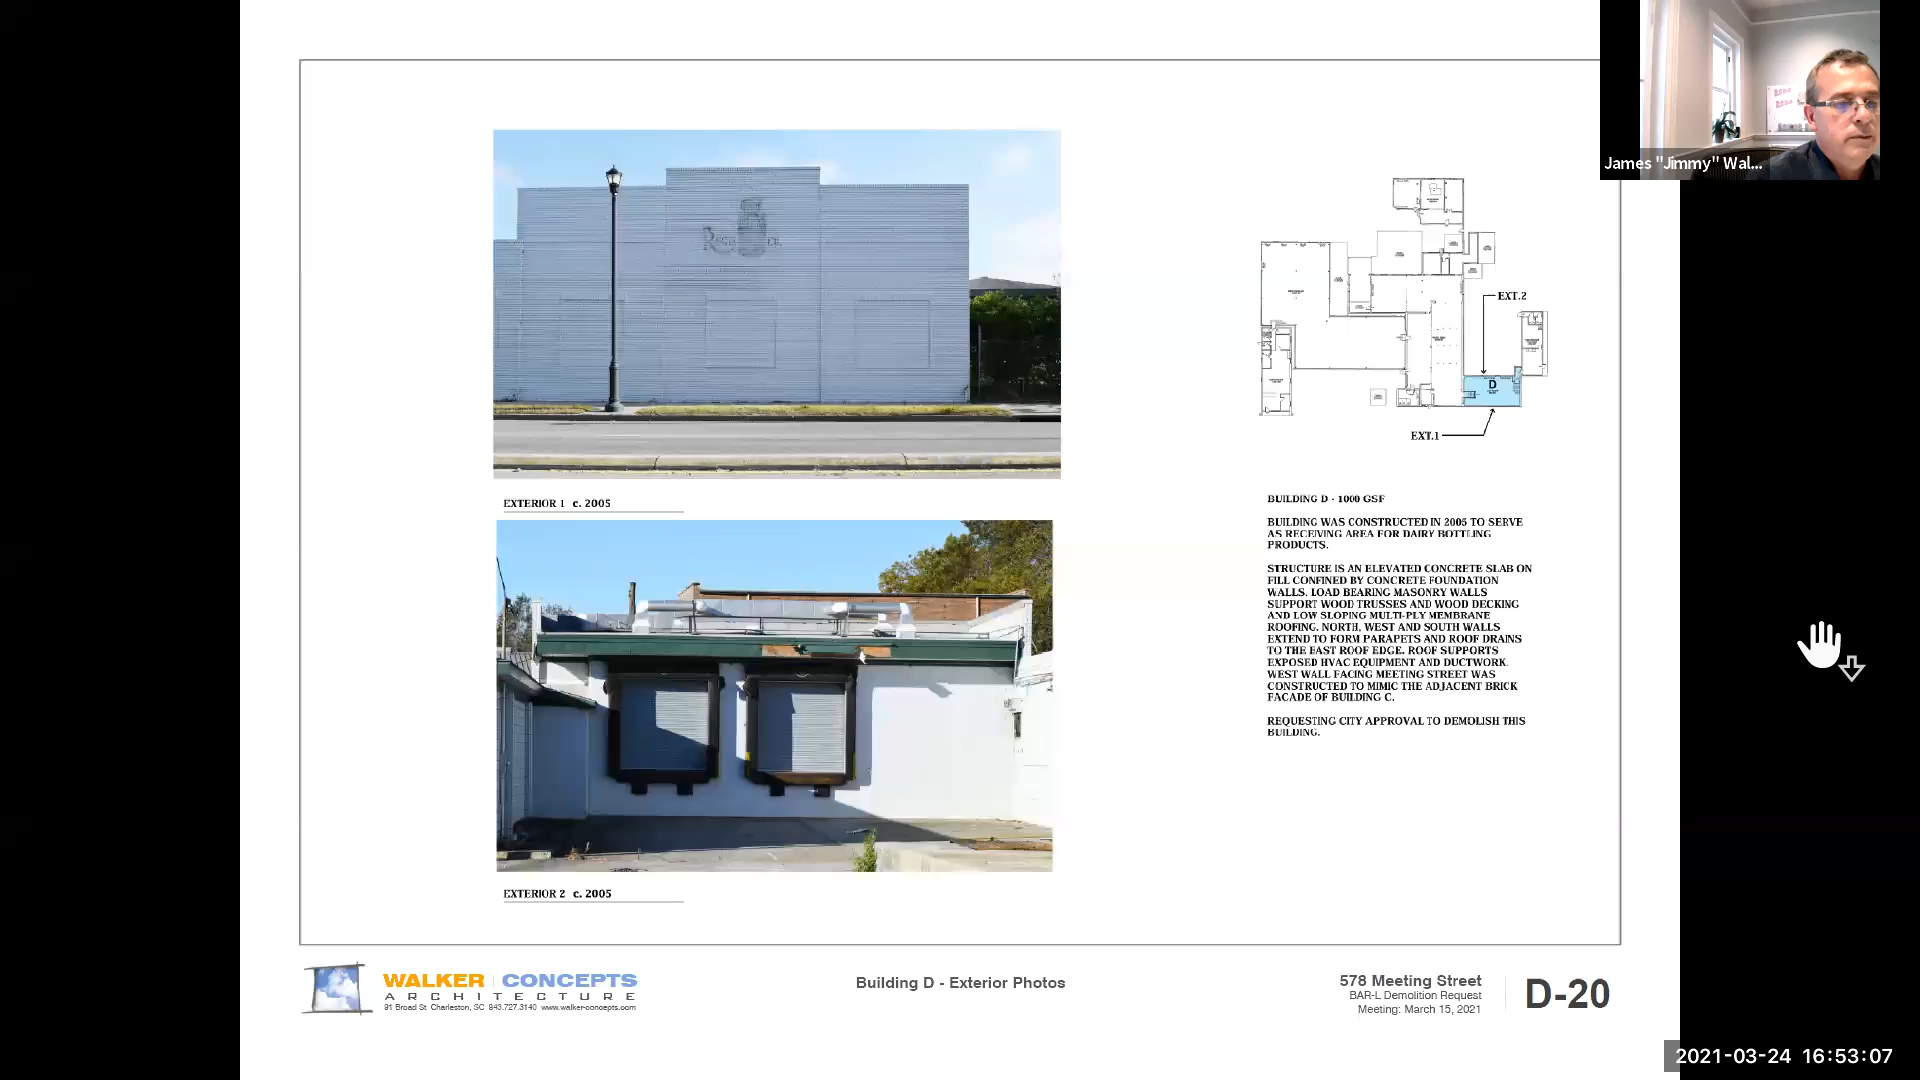 James "Jimmy" Wal...
EXT.2
D
EXT.1
EXTERIOR 1 c. 2005
BUILDING D - 1000 GSF
BUILDING WAS CONSTRUCTED IN 2005 TO SERVE
AS RECEIVING AREA FOR DAIRY BOTTLING
PRODUCTS.
STRUCTURE IS AN ELEVATED CONCRETE SLAB ON
FILL CONFINED BY CONCRETE FOUNDATION
WALLS. LOAD BEARING MASONRY WALLS
SUPPORT WOOD TRUSSES AND WOOD DECKING
AND LOW SLOPING MULTI-PLY MEMBRANE
ROOFING. NORTH, WEST AND SOUTH WALLS
EXTEND TO FORM PARAPETS AND ROOF DRAINS
TO THE EAST ROOF EDGE. ROOF SUPPORTS
EXPOSED HVAC EQUIPMENT AND DUCTWORK.
WEST WALL FACING MEETING STREET WAS
CONSTRUCTED TO MIMIC THE ADJACENT BRICK
FACADE OF BUILDING C.
REQUESTING CITY APPROVAL TO DEMOLISH THIS
BUILDING.
EXTERIOR 2 c. 2005
WALKER CONCEPTS
ARCHITECTURE
91 Broad St Charleston, SC 843.727.3140 www.walker-concepts.com
Building D - Exterior Photos
578 Meeting Street
BAR-L Demolition Request
Meeting: March 15, 2021
D-20
2021-03-24 16:53:07